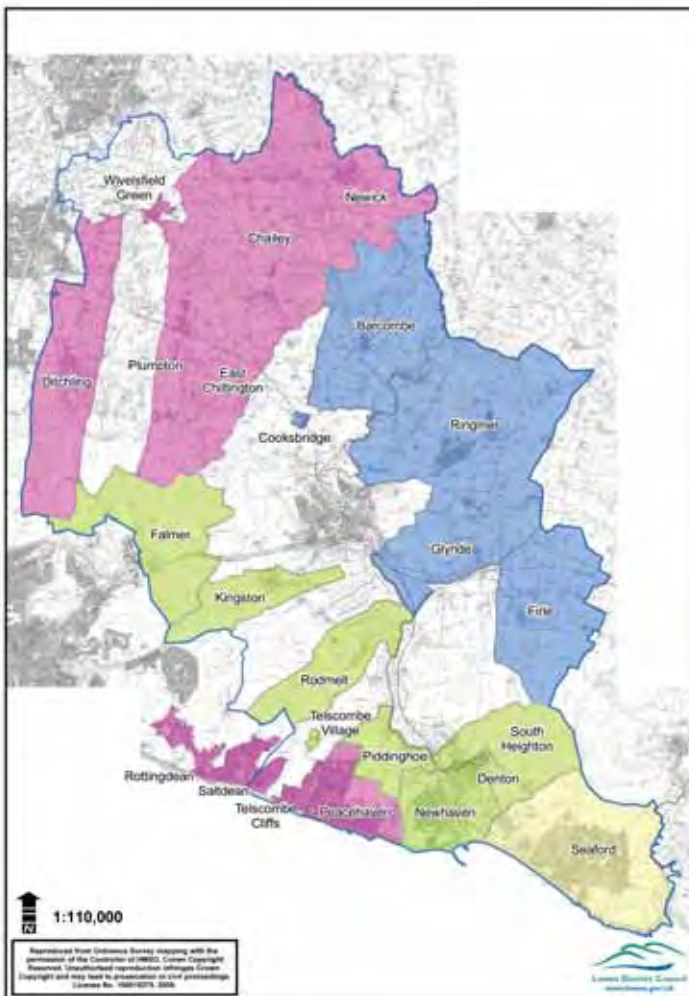 Wivelsfield
Green
Newick
Chailey
Barcombe
Ditchling
Plumpton
East
Chiltington
Cooksbridge
Ringmer
Falmer
Glynde
Kingston
Firle
Rodmell
Telscombe
Village
South
Heighton
Piddinghoe
Denton
Rottingdean
Saltdean
Telscombe
Cliffs
Peacehaven
Newhaven
Seaford
N
1:110,000
Reproduced from Ordnance Survey mapping with the
permission of the Controller of HMSO, Crown Copyright
Reserved. Unauthorised reproduction infringes Crown
Copyright and may lead to prosecution or civil proceedings.
Lewes District Council